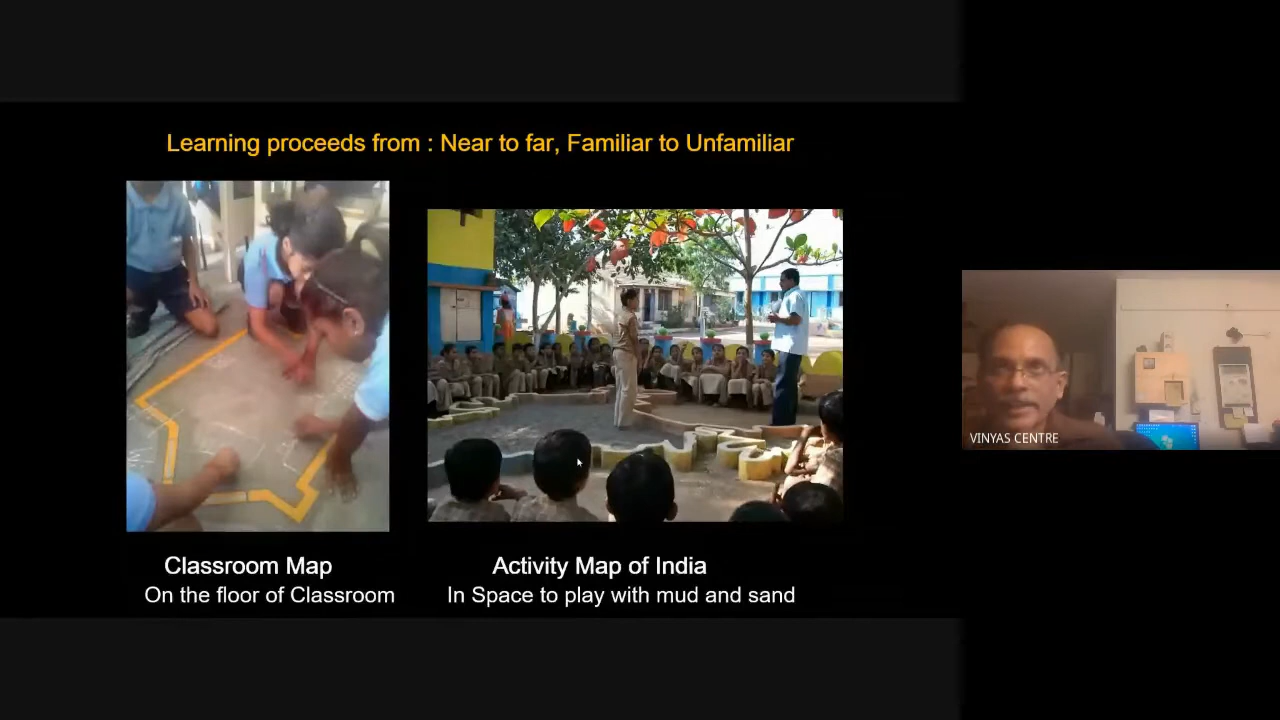 Learning proceeds from : Near to far, Familiar to Unfamiliar
Classroom Map
On the floor of Classroom
Activity Map of India
In Space to play with mud and sand
VINYAS CENTRE